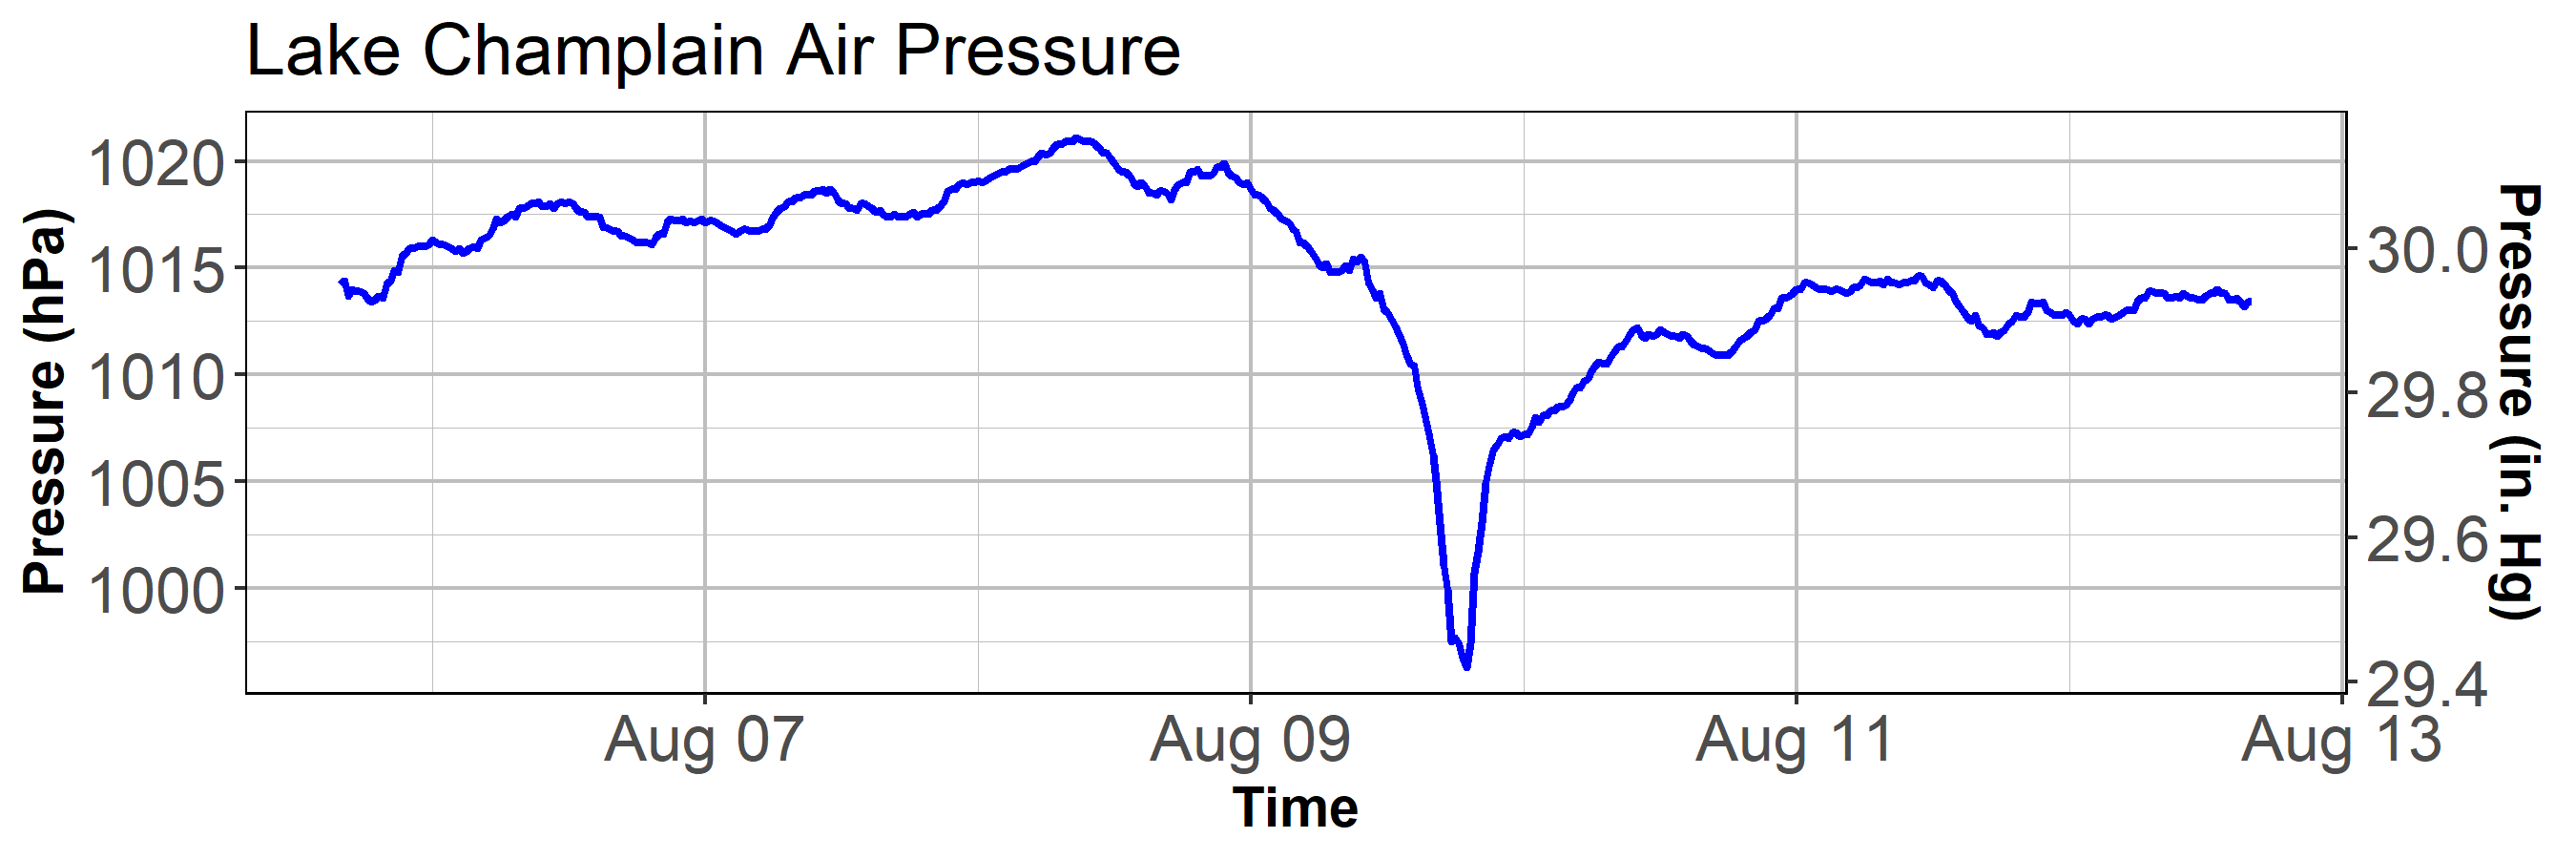 Lake Champlain Air Pressure
Pressure (hPa)
1020
1015
1010
1005
1000
30.0
29.8
29.6
29.4
Pressure (in. Hg)
Aug 07 Aug 09 Aug 11 Aug 13
Time